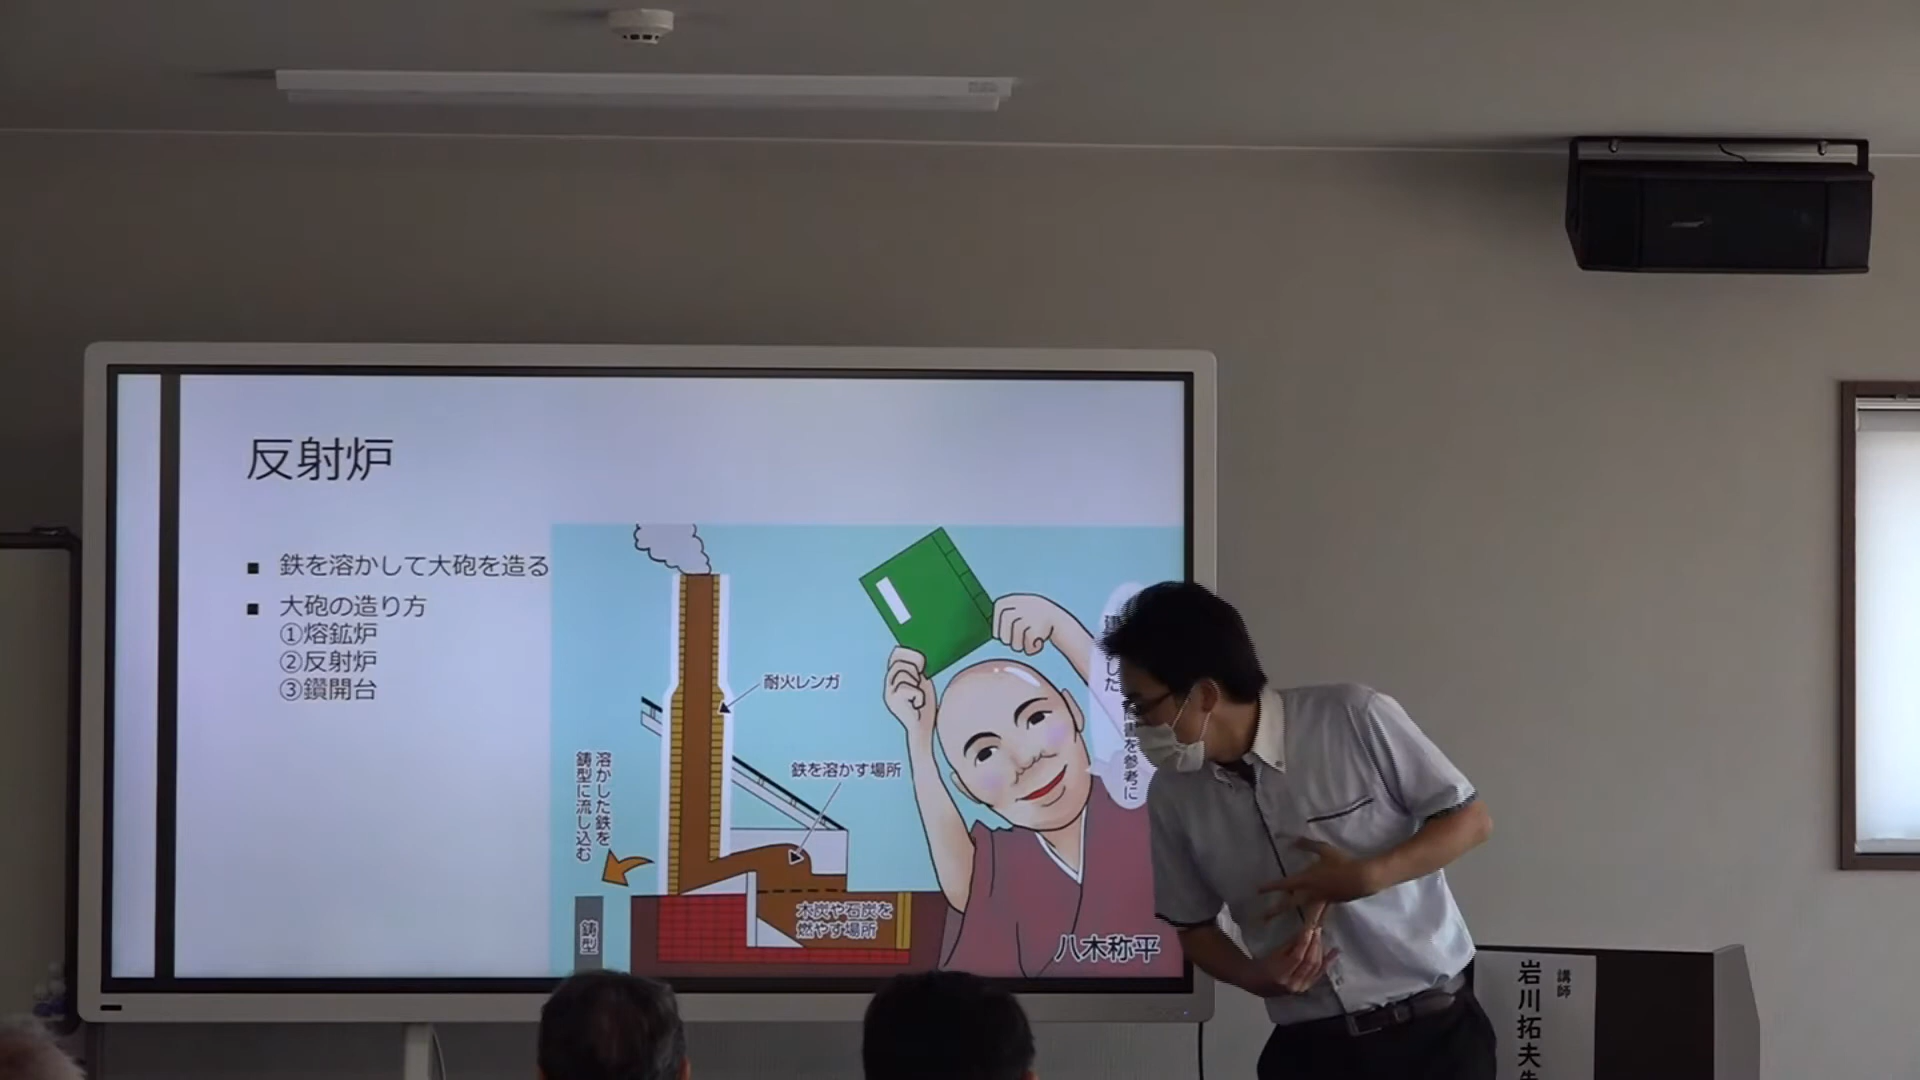 反射炉
■ 鉄を溶かして大砲を造る
■ 大砲の造り方
①熔鉱炉
②反射炉
③鑽開台
耐火レンガ
鉄を溶かす場所
溶かした鉄を
鋳型に流し込む
木炭や石炭を
燃やす場所
鋳型
書を参考に
八木称平
講師
岩川拓夫